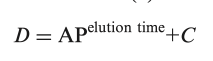 D = AP^elution time+C